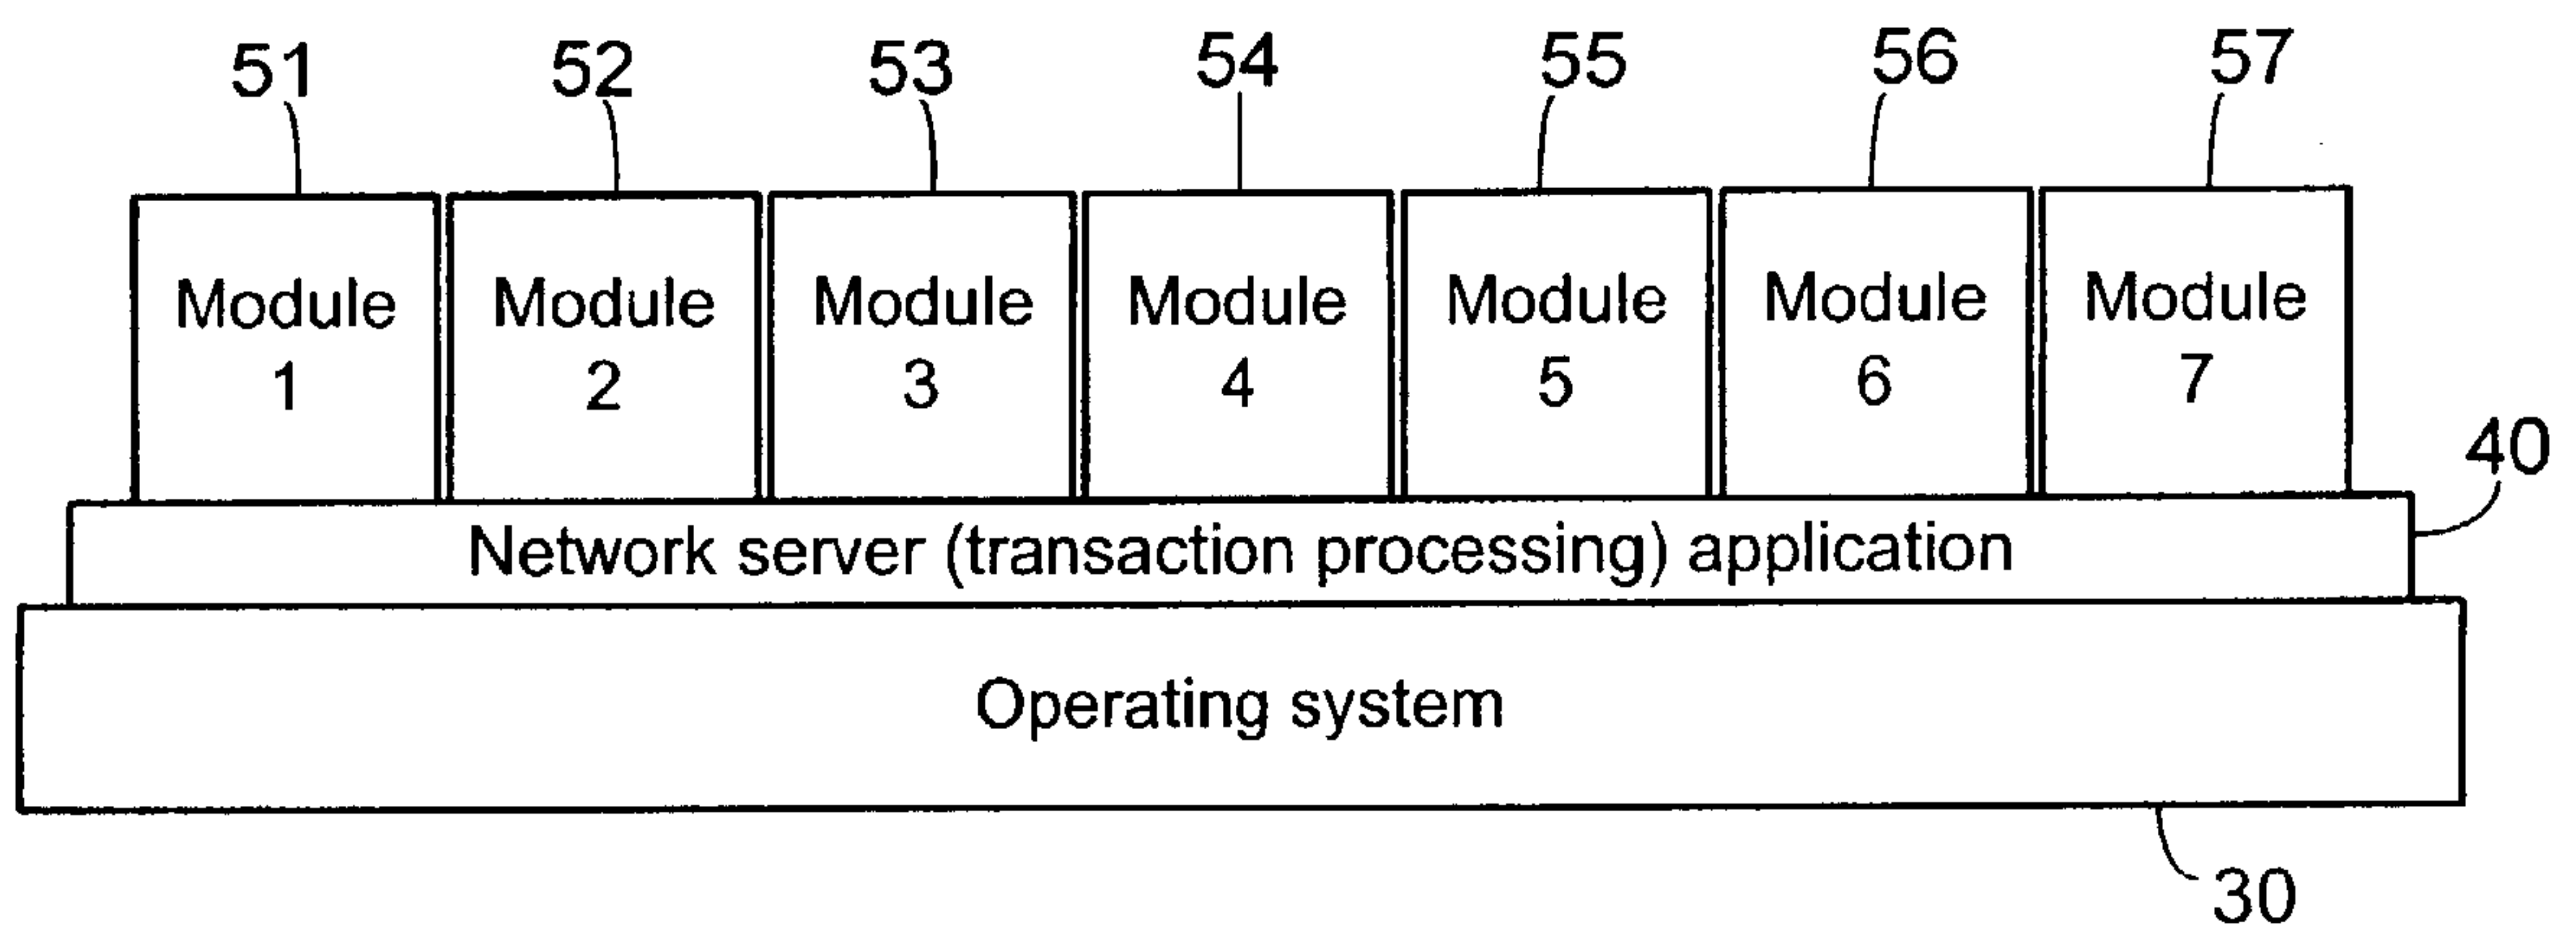 51 52 53 54 55 56 57
Module Module Module Module Module Module Module
1 2 3 4 5 6 7
40
Network server (transaction processing) application
Operating system
30